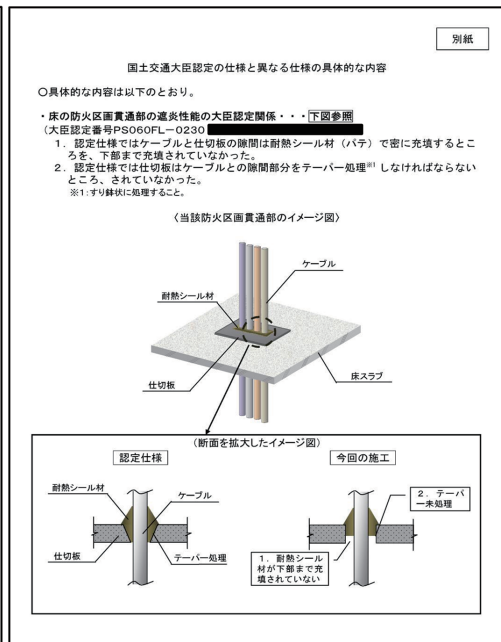 別紙
国土交通大臣認定の仕様と異なる仕様の具体的な内容
○具体的な内容は以下のとおり。
・床の防火区画貫通部の遮炎性能の大臣認定関係・・・下図参照
（大臣認定番号PS060FL－0230
1．認定仕様ではケーブルと仕切板の隙間は耐熱シール材（パテ）で密に充填するとこ
ろを、下部まで充填されていなかった。
2．認定仕様では仕切板はケーブルとの隙間部分をテーパー処理※1しなければならない
ところ、されていなかった。
※1：すり鉢状に処理すること。
〈当該防火区画貫通部のイメージ図〉
ケーブル
耐熱シール材
仕切板
床スラブ
（断面を拡大したイメージ図）
認定仕様
今回の施工
耐熱シール材
ケーブル
仕切板
テーパー処理
2．テーパ
ー未処理
1．耐熱シール
材が下部まで充
填されていない